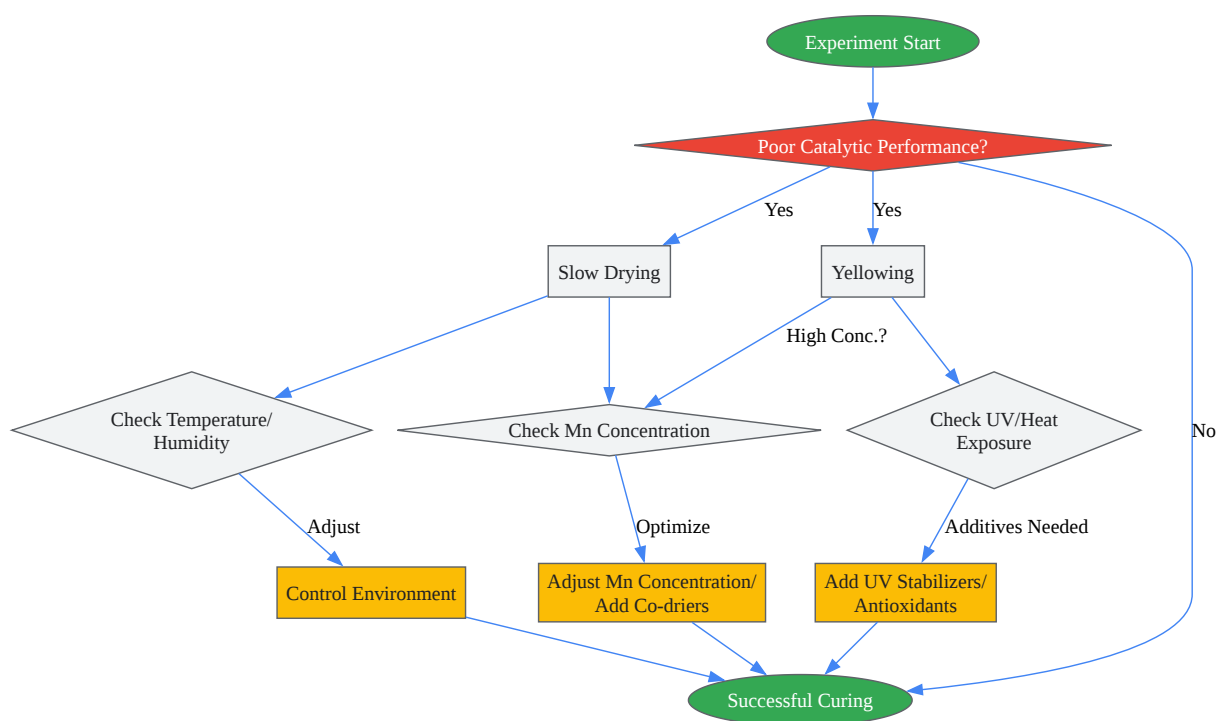 Experiment Start
Poor Catalytic Performance?
Yes
Yes
Slow Drying
Yellowing
High Conc.?
Check Temperature/
Humidity
Check Mn Concentration
Check UV/Heat
Exposure
No
Adjust
Optimize
Additives Needed
Control Environment
Adjust Mn Concentration/
Add Co-driers
Add UV Stabilizers/
Antioxidants
Successful Curing